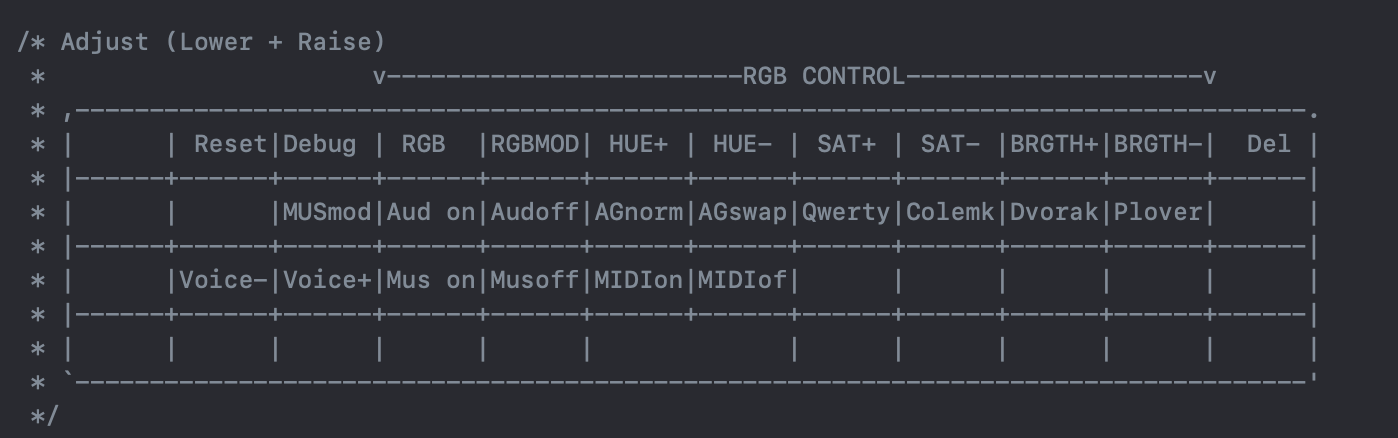 /* Adjust (Lower + Raise)
 *                      v------------------------RGB CONTROL--------------------v
 * ,-----------------------------------------------------------------------------------.
 * |      | Reset|Debug | RGB  |RGBMOD| HUE+ | HUE- | SAT+ | SAT- |BRGTH+|BRGTH-|  Del |
 * |------+------+------+------+------+------+------+------+------+------+------+------|
 * |      |      |MUSmod|Aud on|Audoff|AGnorm|AGswap|Qwerty|Colemk|Dvorak|Plover|      |
 * |------+------+------+------+------+------+------+------+------+------+------+------|
 * |      |Voice-|Voice+|Mus on|Musoff|MIDIon|MIDIof|      |      |      |      |      |
 * |------+------+------+------+------+------+------+------+------+------+------+------|
 * |      |      |      |      |      |             |      |      |      |      |      |
 * `-----------------------------------------------------------------------------------'
 */